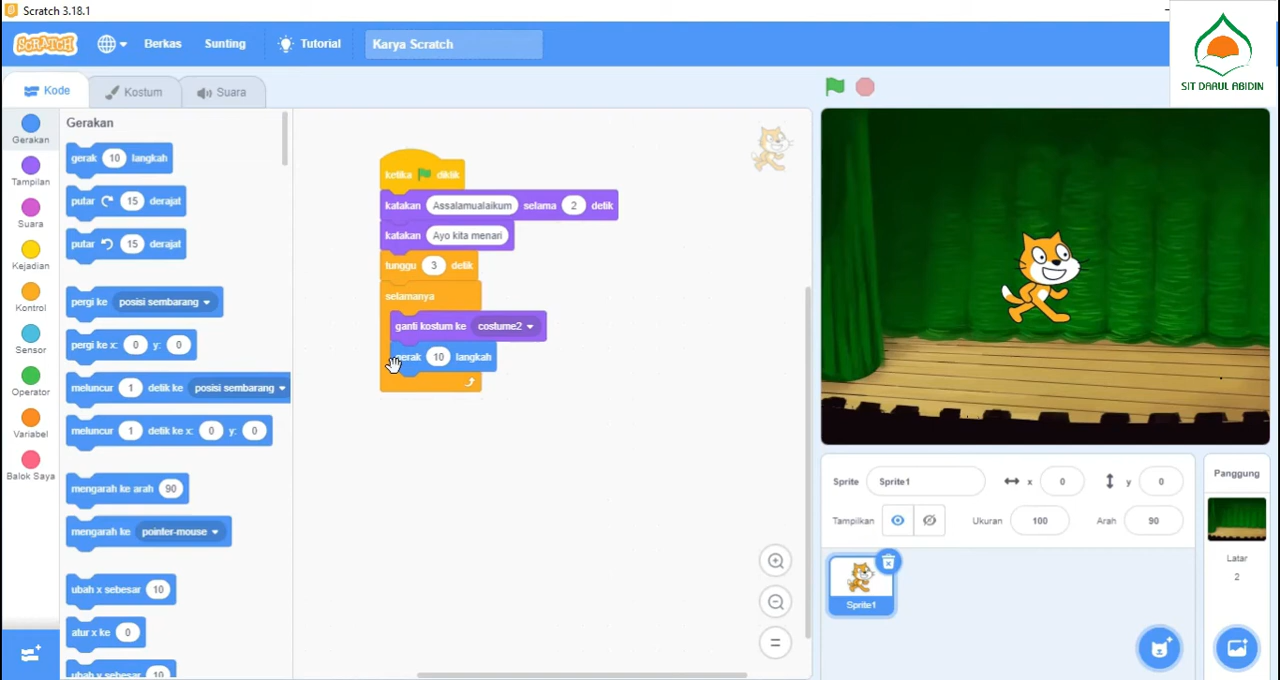 Scratch 3.18.1
SCRATCH
Berkas
Sunting
Tutorial
Karya Scratch
SIT DARUL ABIDIN
Kode
Kostum
Suara
Gerakan
Tampilan
Suara
Kejadian
Kontrol
Sensor
Operator
Variabel
Balok Saya
Gerakan
gerak 10 langkah
putar 15 derajat
putar 15 derajat
pergi ke posisi sembarang
pergi ke x: 0 y: 0
meluncur 1 detik ke posisi sembarang
meluncur 1 detik ke x: 0 y: 0
mengarah ke arah 90
mengarah ke pointer-mouse
ubah x sebesar 10
atur x ke 0
ubah y sebesar 10
ketika diklik
katakan Assalamualaikum selama 2 detik
katakan Ayo kita menari
tunggu 3 detik
selamanya
ganti kostum ke costume2
gerak 10 langkah
Sprite Sprite1 x 0 y 0
Tampilkan Ukuran 100 Arah 90
Sprite1
Panggung
Latar
2